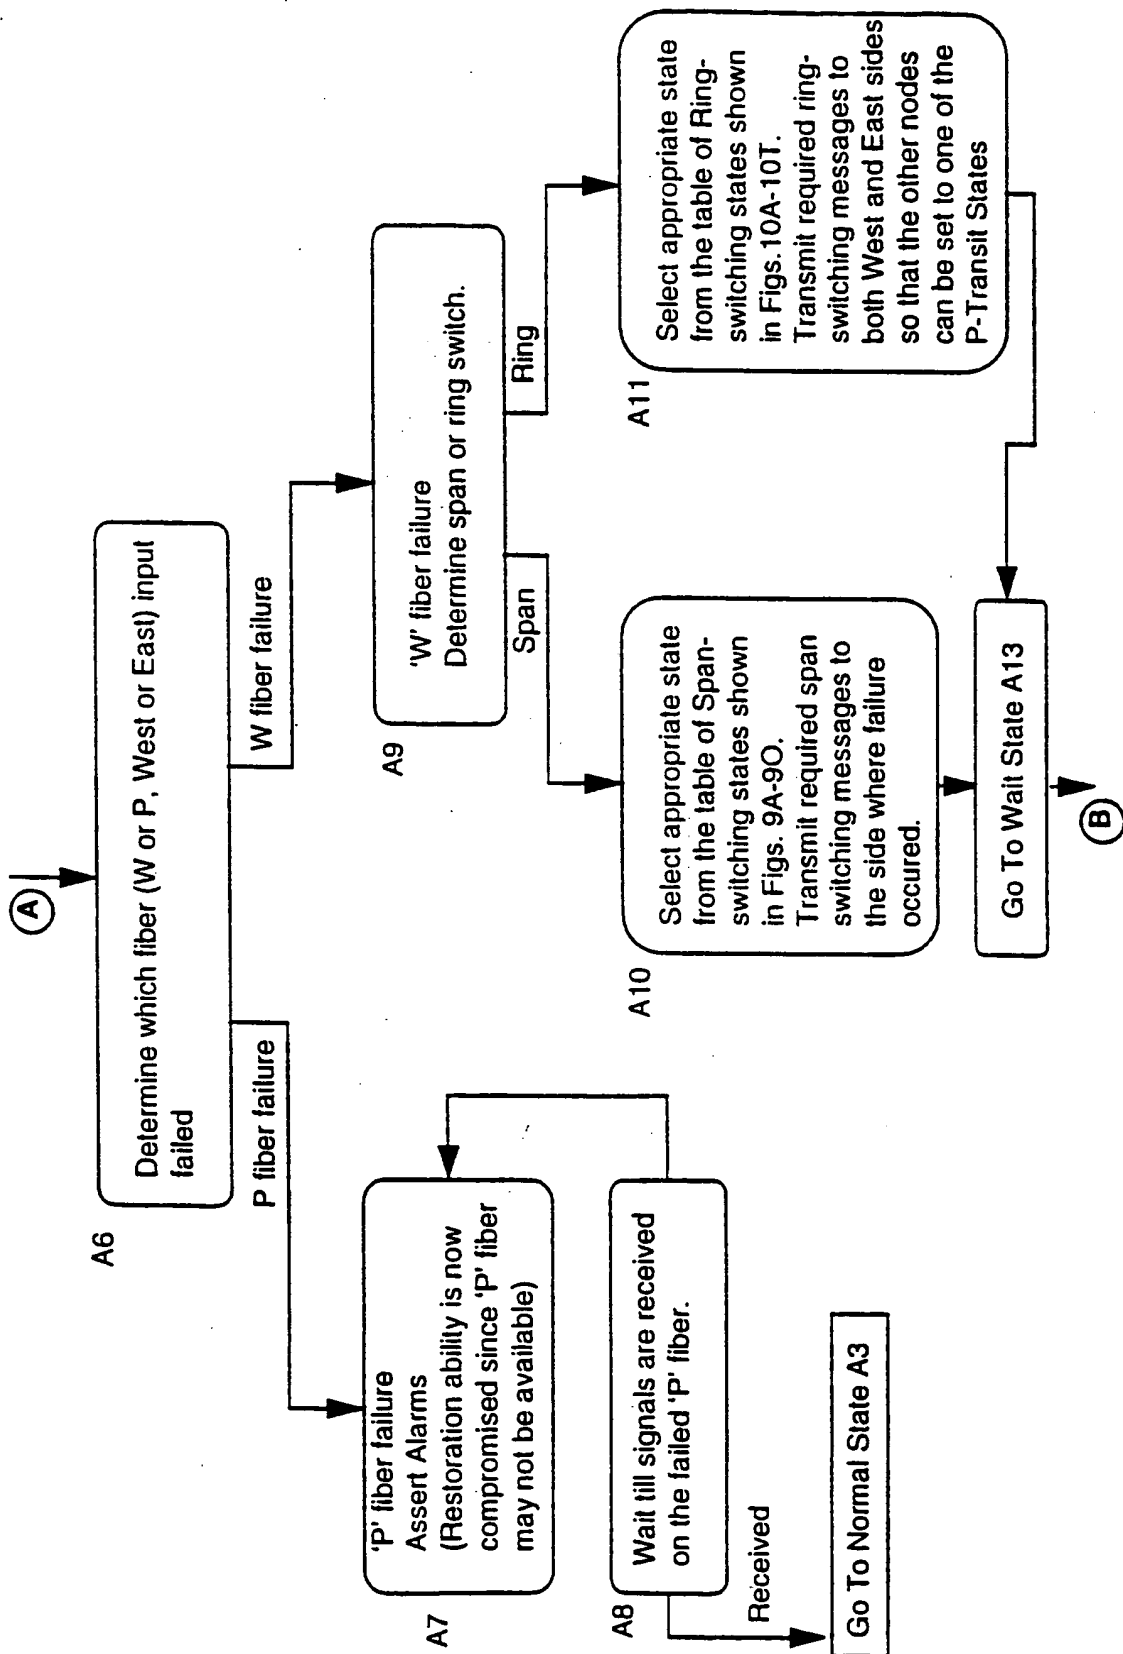 A
A6
Determine which fiber (W or P, West or East) input
failed
P fiber failure
W fiber failure
A7
'P' fiber failure
Assert Alarms
(Restoration ability is now
compromised since 'P' fiber
may not be available)
A8
Wait till signals are received
on the failed 'P' fiber.
Received
Go To Normal State A3
A9
'W' fiber failure
Determine span or ring switch.
Span
Ring
A10
Select appropriate state
from the table of Span-
switching states shown
in Figs. 9A-9O.
Transmit required span
switching messages to
the side where failure
occured.
A11
Select appropriate state
from the table of Ring-
switching states shown
in Figs.10A-10T.
Transmit required ring-
switching messages to
both West and East sides
so that the other nodes
can be set to one of the
P-Transit States
Go To Wait State A13
B